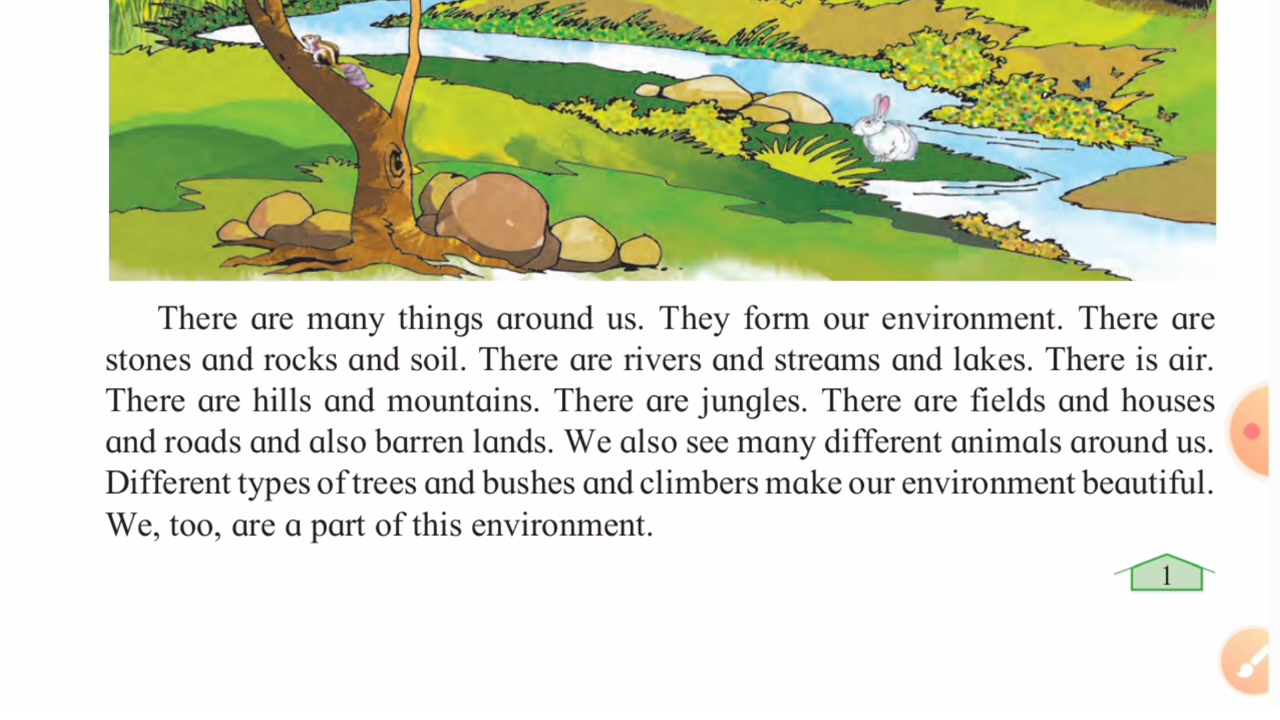 There are many things around us. They form our environment. There are
stones and rocks and soil. There are rivers and streams and lakes. There is air.
There are hills and mountains. There are jungles. There are fields and houses
and roads and also barren lands. We also see many different animals around us.
Different types of trees and bushes and climbers make our environment beautiful.
We, too, are a part of this environment.
1